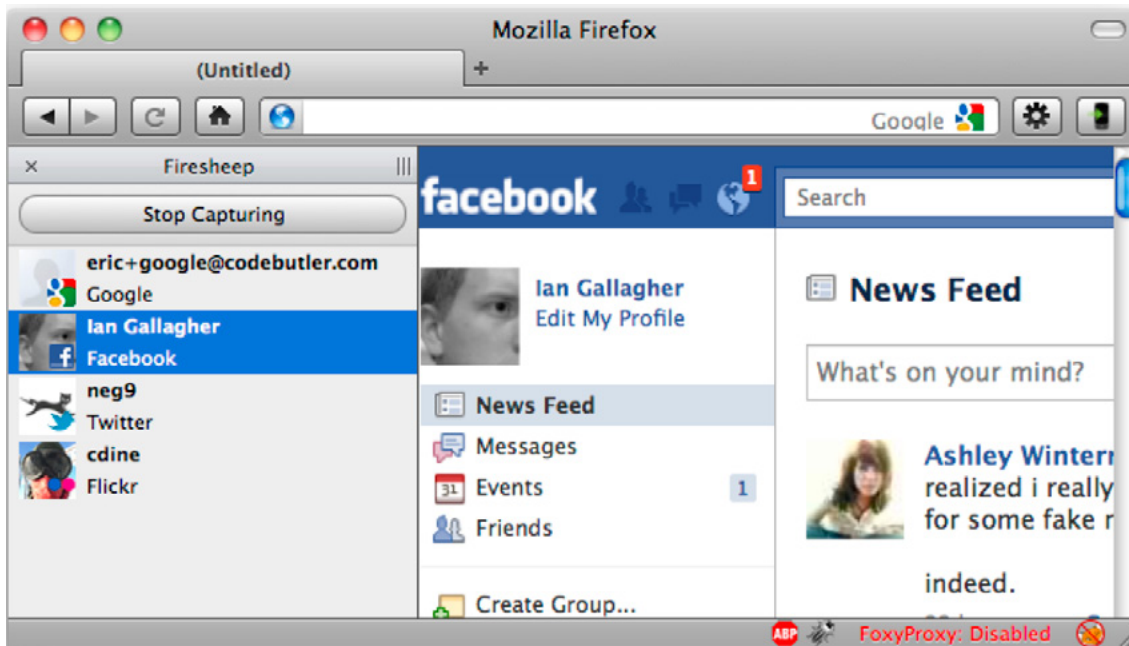 Mozilla Firefox
(Untitled) +
Google
× Firesheep
Stop Capturing
eric+google@codebutler.com
Google
Ian Gallagher
Facebook
neg9
Twitter
cdine
Flickr
facebook 1 Search
Ian Gallagher
Edit My Profile
News Feed
Messages
31 Events 1
Friends
Create Group...
News Feed
What's on your mind?
Ashley
realized i really
for some fake
indeed.
ABP FoxyProxy: Disabled